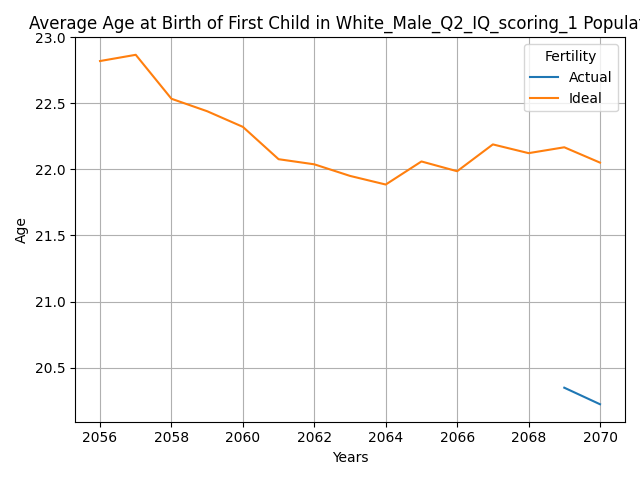 Average Age at Birth of First Child in White_Male_Q2_IQ_scoring_1 Populat
23.0
22.5
22.0
21.5
21.0
20.5
Age
Fertility
Actual
Ideal
2056 2058 2060 2062 2064 2066 2068 2070
Years